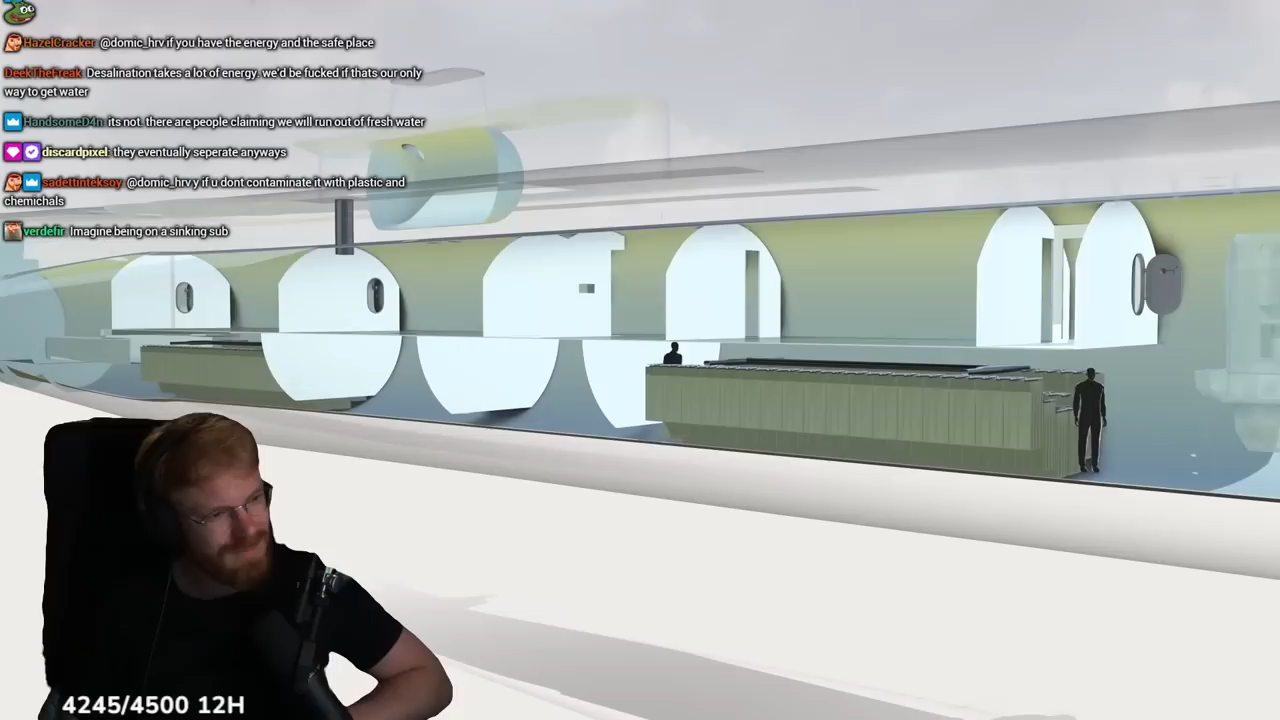 HazelCracker @domic_hrv if you have the energy and the safe place
DeekTheFreak Desalination takes a lot of energy. we'd be fucked if thats our only
way to get water
HandsomeD4n: its not. there are people claiming we will run out of fresh water
discardpixel: they eventually seperate anyways
sadettinteksoy @domic_hrv y if u dont contaminate it with plastic and
chemichals
verdefir Imagine being on a sinking sub
4245/4500 12H